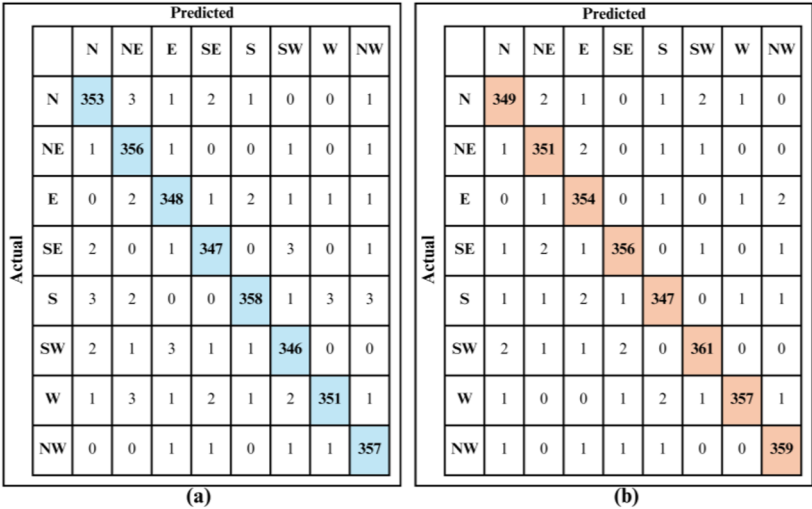 Predicted
N NE E SE S SW W NW
N 353 3 1 2 1 0 0 1
NE 1 356 1 0 0 1 0 1
E 0 2 348 1 2 1 1 1
SE 2 0 1 347 0 3 0 1
S 3 2 0 0 358 1 3 3
SW 2 1 3 1 1 346 0 0
W 1 3 1 2 1 2 351 1
NW 0 0 1 1 0 1 1 357
Actual
(a)
Predicted
N NE E SE S SW W NW
N 349 2 1 0 1 2 1 0
NE 1 351 2 0 1 1 0 0
E 0 1 354 0 1 0 1 2
SE 1 2 1 356 0 1 0 1
S 1 1 2 1 347 0 1 1
SW 2 1 1 2 0 361 0 0
W 1 0 0 1 2 1 357 1
NW 1 0 1 1 1 0 0 359
Actual
(b)